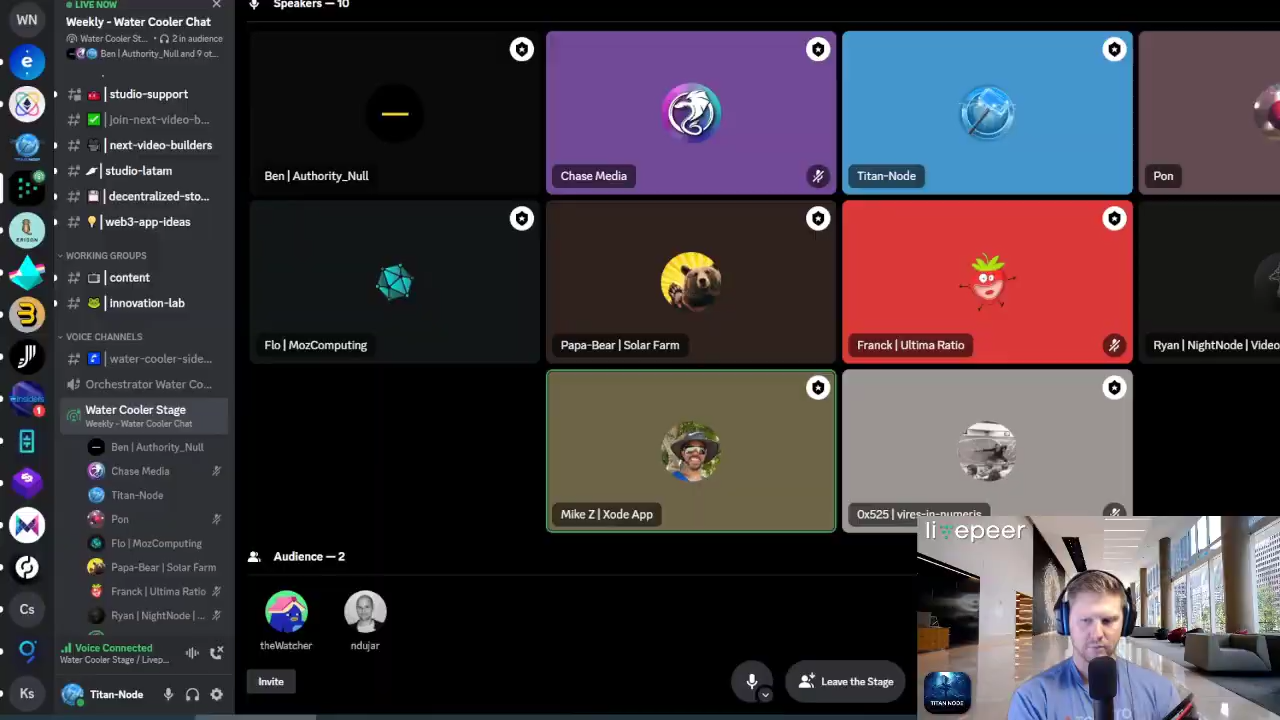 WN
LIVE NOW
Weekly - Water Cooler Chat
Water Cooler St... · 2 in audience
Ben | Authority_Null and 9 ot...
studio-support
join-next-video-b...
next-video-builders
studio-latam
decentralized-sto...
web3-app-ideas
WORKING GROUPS
content
innovation-lab
VOICE CHANNELS
water-cooler-side...
Orchestrator Water Co...
Water Cooler Stage
Weekly - Water Cooler Chat
Ben | Authority_Null
Chase Media
Titan-Node
Pon
Flo | MozComputing
Papa-Bear | Solar Farm
Franck | Ultima Ratio
Ryan | NightNode | ...
Voice Connected
Water Cooler Stage / Livep...
Titan-Node
ERIGON
insiders
1
Cs
Ks
Speakers — 10
Ben | Authority_Null
Chase Media
Titan-Node
Pon
Flo | MozComputing
Papa-Bear | Solar Farm
Franck | Ultima Ratio
Ryan | NightNode | Video
Mike Z | Xode App
0x525 | vires-in-numeris
Audience — 2
theWatcher
ndujar
Invite
Leave the Stage
livepeer
TITAN NODE